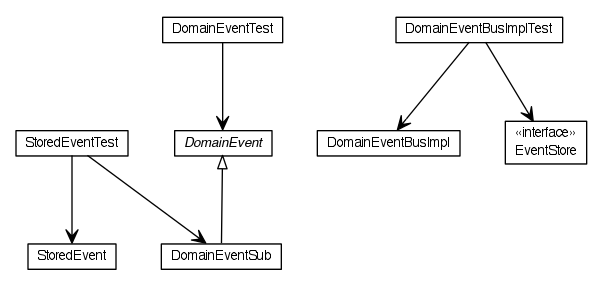 DomainEventTest
DomainEventBusImplTest
StoredEventTest
DomainEvent
DomainEventBusImpl
«interface»
EventStore
StoredEvent
DomainEventSub